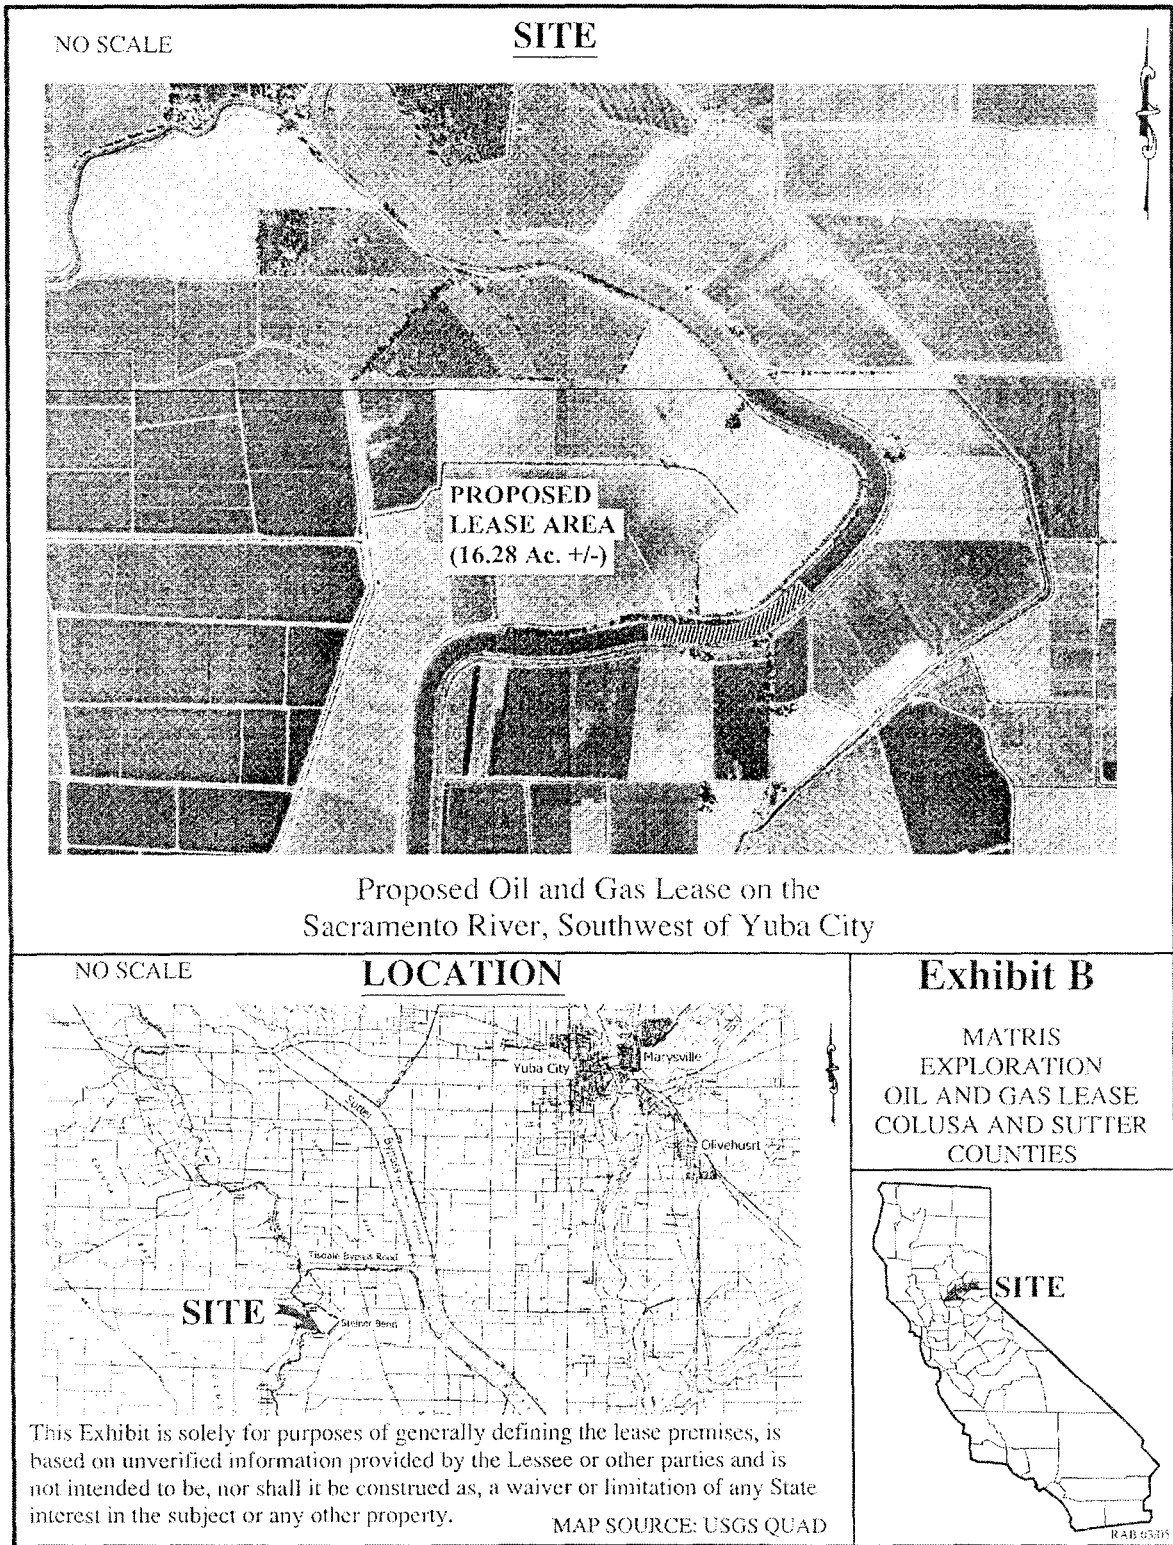 NO SCALE
SITE
PROPOSED
LEASE AREA
(16.28 Ac. +/-)
Proposed Oil and Gas Lease on the
Sacramento River, Southwest of Yuba City
NO SCALE
LOCATION
Marysville
Yuba City
Sutter
Bypass
Olivehusrt
Tisdale Bypass Road
SITE
Steiner Bend
This Exhibit is solely for purposes of generally defining the lease premises, is
based on unverified information provided by the Lessee or other parties and is
not intended to be, nor shall it be construed as, a waiver or limitation of any State
interest in the subject or any other property.
MAP SOURCE: USGS QUAD
Exhibit B
MATRIS
EXPLORATION
OIL AND GAS LEASE
COLUSA AND SUTTER
COUNTIES
SITE
RAB 03/05